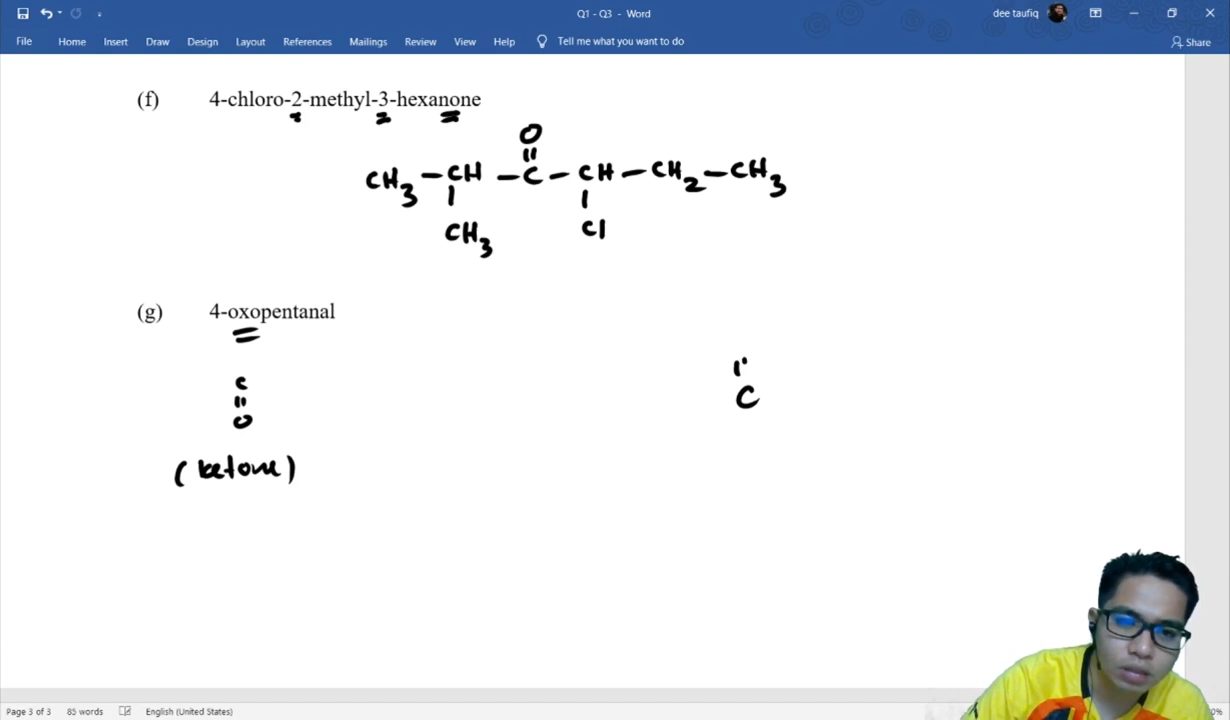 Q1 - Q3 - Word
dee taufiq
File Home Insert Draw Design Layout References Mailings Review View Help Tell me what you want to do Share
(f) 4-chloro-2-methyl-3-hexanone
O
CH3 - CH - C - CH - CH2 - CH3
CH3 Cl
(g) 4-oxopentanal
C
O
C
(ketone)
Page 3 of 3 85 words English (United States)